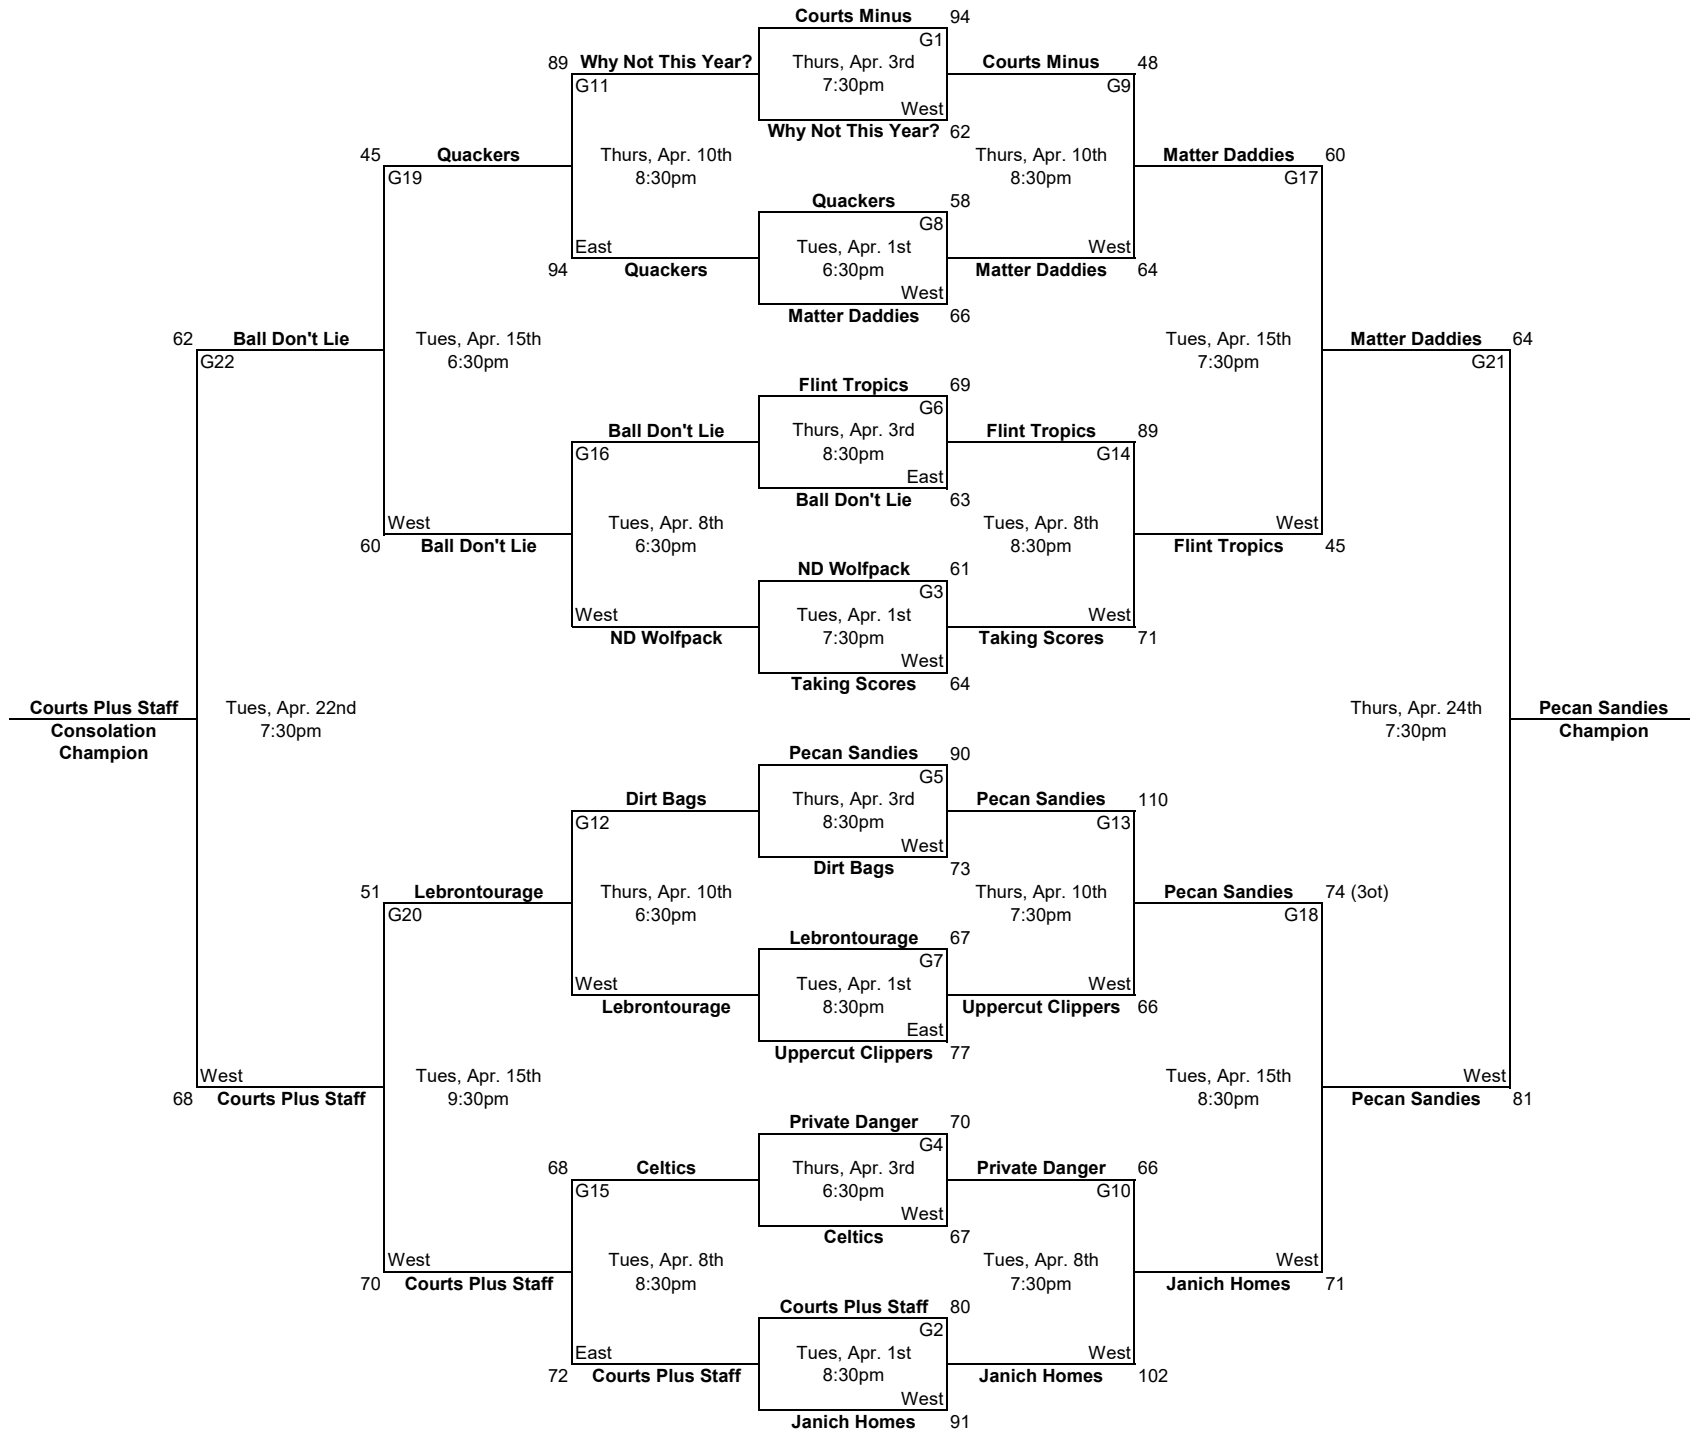 Courts Minus 94
G1
89 Why Not This Year? Thurs, Apr. 3rd Courts Minus 48
G11 7:30pm G9
West
Why Not This Year? 62
45 Quackers Thurs, Apr. 10th Thurs, Apr. 10th Matter Daddies 60
G19 8:30pm 8:30pm G17
Quackers 58
G8
East Tues, Apr. 1st West
94 Quackers 6:30pm Matter Daddies 64
West
Matter Daddies 66
62 Ball Don't Lie Tues, Apr. 15th Tues, Apr. 15th Matter Daddies 64
G22 6:30pm 7:30pm G21
Flint Tropics 69
G6
Ball Don't Lie Thurs, Apr. 3rd Flint Tropics 89
G16 8:30pm G14
East
Ball Don't Lie 63
West Tues, Apr. 8th Tues, Apr. 8th West
60 Ball Don't Lie 6:30pm 8:30pm Flint Tropics 45
ND Wolfpack 61
G3
West Tues, Apr. 1st West
ND Wolfpack 7:30pm Taking Scores 71
West
Taking Scores 64
Courts Plus Staff Tues, Apr. 22nd Thurs, Apr. 24th Pecan Sandies
Consolation 7:30pm 7:30pm Champion
Champion
Pecan Sandies 90
G5
Dirt Bags Thurs, Apr. 3rd Pecan Sandies 110
G12 8:30pm G13
West
Dirt Bags 73
51 Lebrontourage Thurs, Apr. 10th Thurs, Apr. 10th Pecan Sandies 74 (3ot)
G20 6:30pm 7:30pm G18
Lebrontourage 67
G7
West Tues, Apr. 1st West
Lebrontourage 8:30pm Uppercut Clippers 66
East
Uppercut Clippers 77
West Tues, Apr. 15th Tues, Apr. 15th West
68 Courts Plus Staff 9:30pm 8:30pm Pecan Sandies 81
Private Danger 70
G4
68 Celtics Thurs, Apr. 3rd Private Danger 66
G15 6:30pm G10
West
Celtics 67
West Tues, Apr. 8th Tues, Apr. 8th West
70 Courts Plus Staff 8:30pm 7:30pm Janich Homes 71
Courts Plus Staff 80
G2
East Tues, Apr. 1st West
72 Courts Plus Staff 8:30pm Janich Homes 102
West
Janich Homes 91